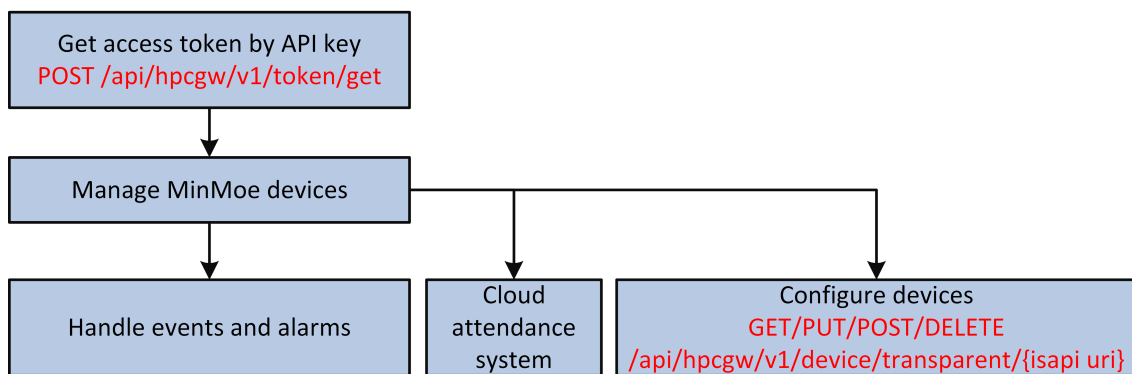 Get access token by API key
POST /api/hpcgw/v1/token/get
Manage MinMoe devices
Handle events and alarms
Cloud
attendance
system
Configure devices
GET/PUT/POST/DELETE
/api/hpcgw/v1/device/transparent/{isapi uri}